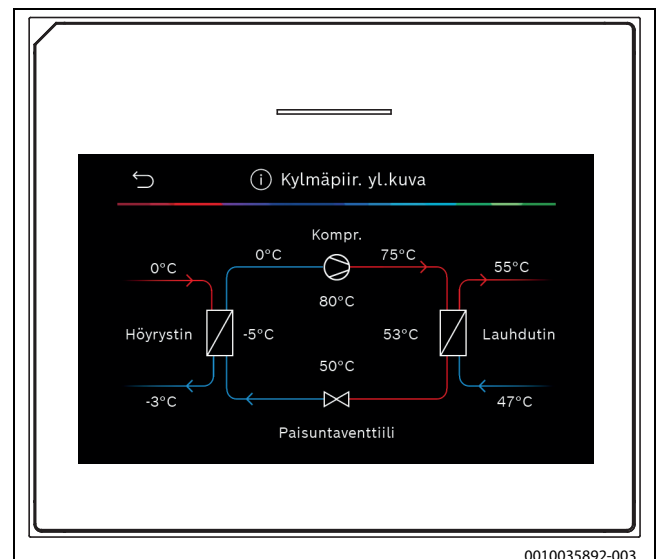 Kylmäpiir. yl.kuva
Kompr.
0°C
0°C
75°C
55°C
80°C
Höyrystin
-5°C
53°C
Lauhdutin
50°C
-3°C
47°C
Paisuntaventtiili
0010035892-003